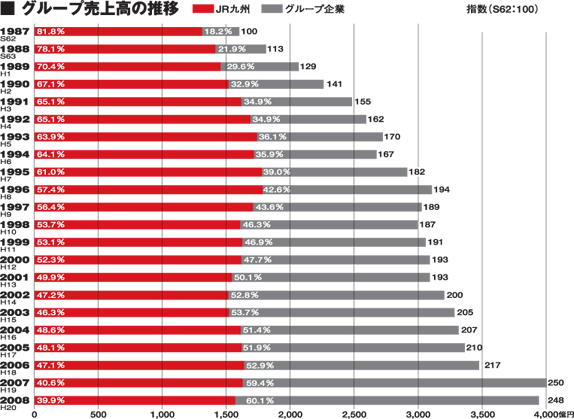 ■ グループ売上高の推移 JR九州 グループ企業 指数（S62：100）
1987 S62 81.8% 18.2% 100
1988 S63 78.1% 21.9% 113
1989 H1 70.4% 29.6% 129
1990 H2 67.1% 32.9% 141
1991 H3 65.1% 34.9% 155
1992 H4 65.1% 34.9% 162
1993 H5 63.9% 36.1% 170
1994 H6 64.1% 35.9% 167
1995 H7 61.0% 39.0% 182
1996 H8 57.4% 42.6% 194
1997 H9 56.4% 43.6% 189
1998 H10 53.7% 46.3% 187
1999 H11 53.1% 46.9% 191
2000 H12 52.3% 47.7% 193
2001 H13 49.9% 50.1% 193
2002 H14 47.2% 52.8% 200
2003 H15 46.3% 53.7% 205
2004 H16 48.6% 51.4% 207
2005 H17 48.1% 51.9% 210
2006 H18 47.1% 52.9% 217
2007 H19 40.6% 59.4% 250
2008 H20 39.9% 60.1% 248
0 500 1,000 1,500 2,000 2,500 3,000 3,500 4,000億円